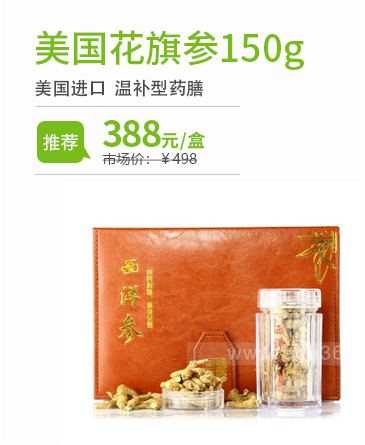 美国花旗参150g
美国进口 温补型药膳
推荐
388元/盒
市场价：￥498
西洋参
西洋参